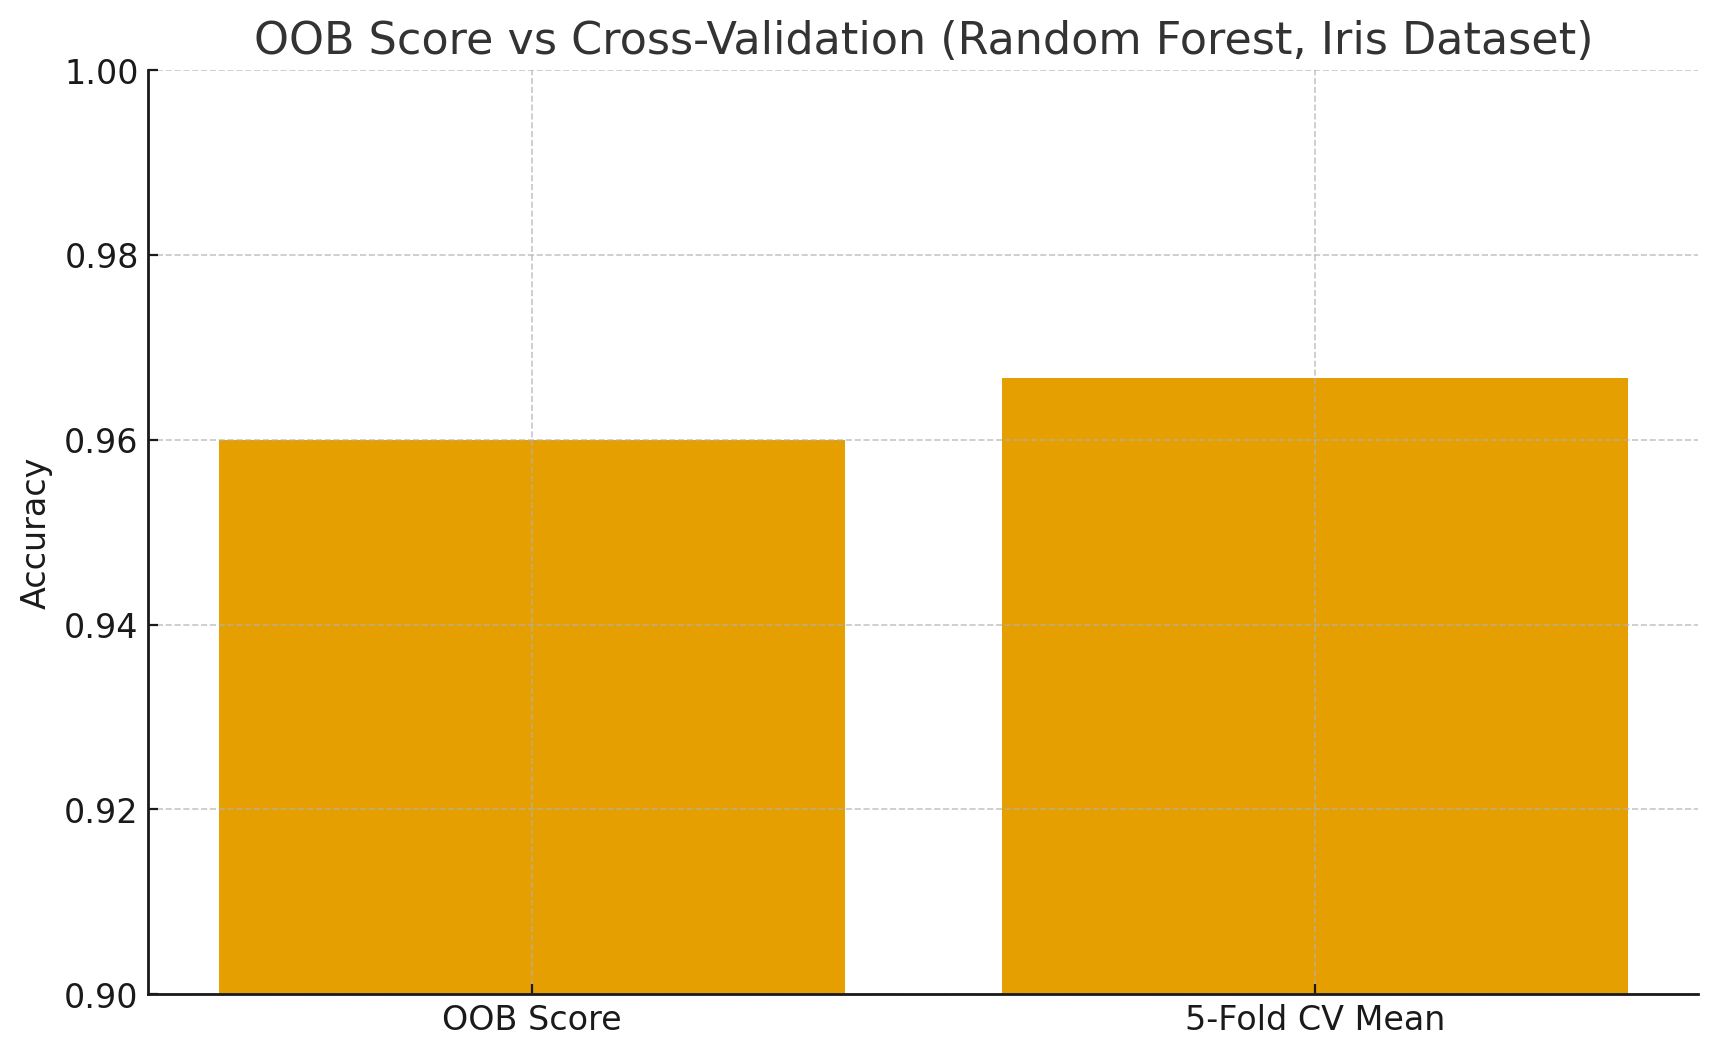 OOB Score vs Cross-Validation (Random Forest, Iris Dataset)
1.00
0.98
0.96
0.94
0.92
0.90
Accuracy
OOB Score
5-Fold CV Mean